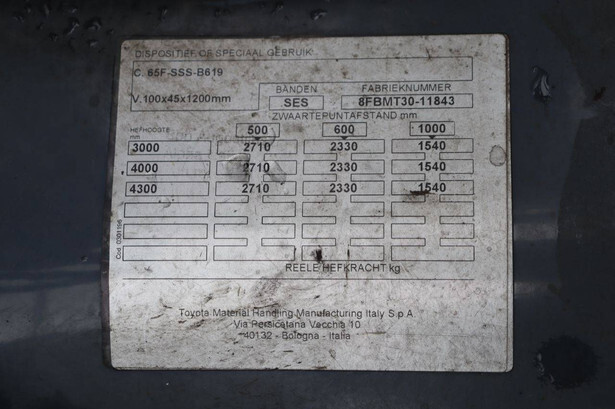 DISPOSITIEF OF SPECIAAL GEBRUIK
C. 65F-SSS-B619
BANDEN FABRIEKNUMMER
V.100x45x1200mm SES 8FBMT30-11843
ZWAARTEPUNTAFSTAND mm
HEFHOOGTE mm 500 600 1000
3000 2710 2330 1540
4000 2710 2330 1540
4300 2710 2330 1540
REELE HEFKRACHT kg
Toyota Material Handling Manufacturing Italy S.p.A.
Via Persicetana Vecchia 10
40132 - Bologna - Italia